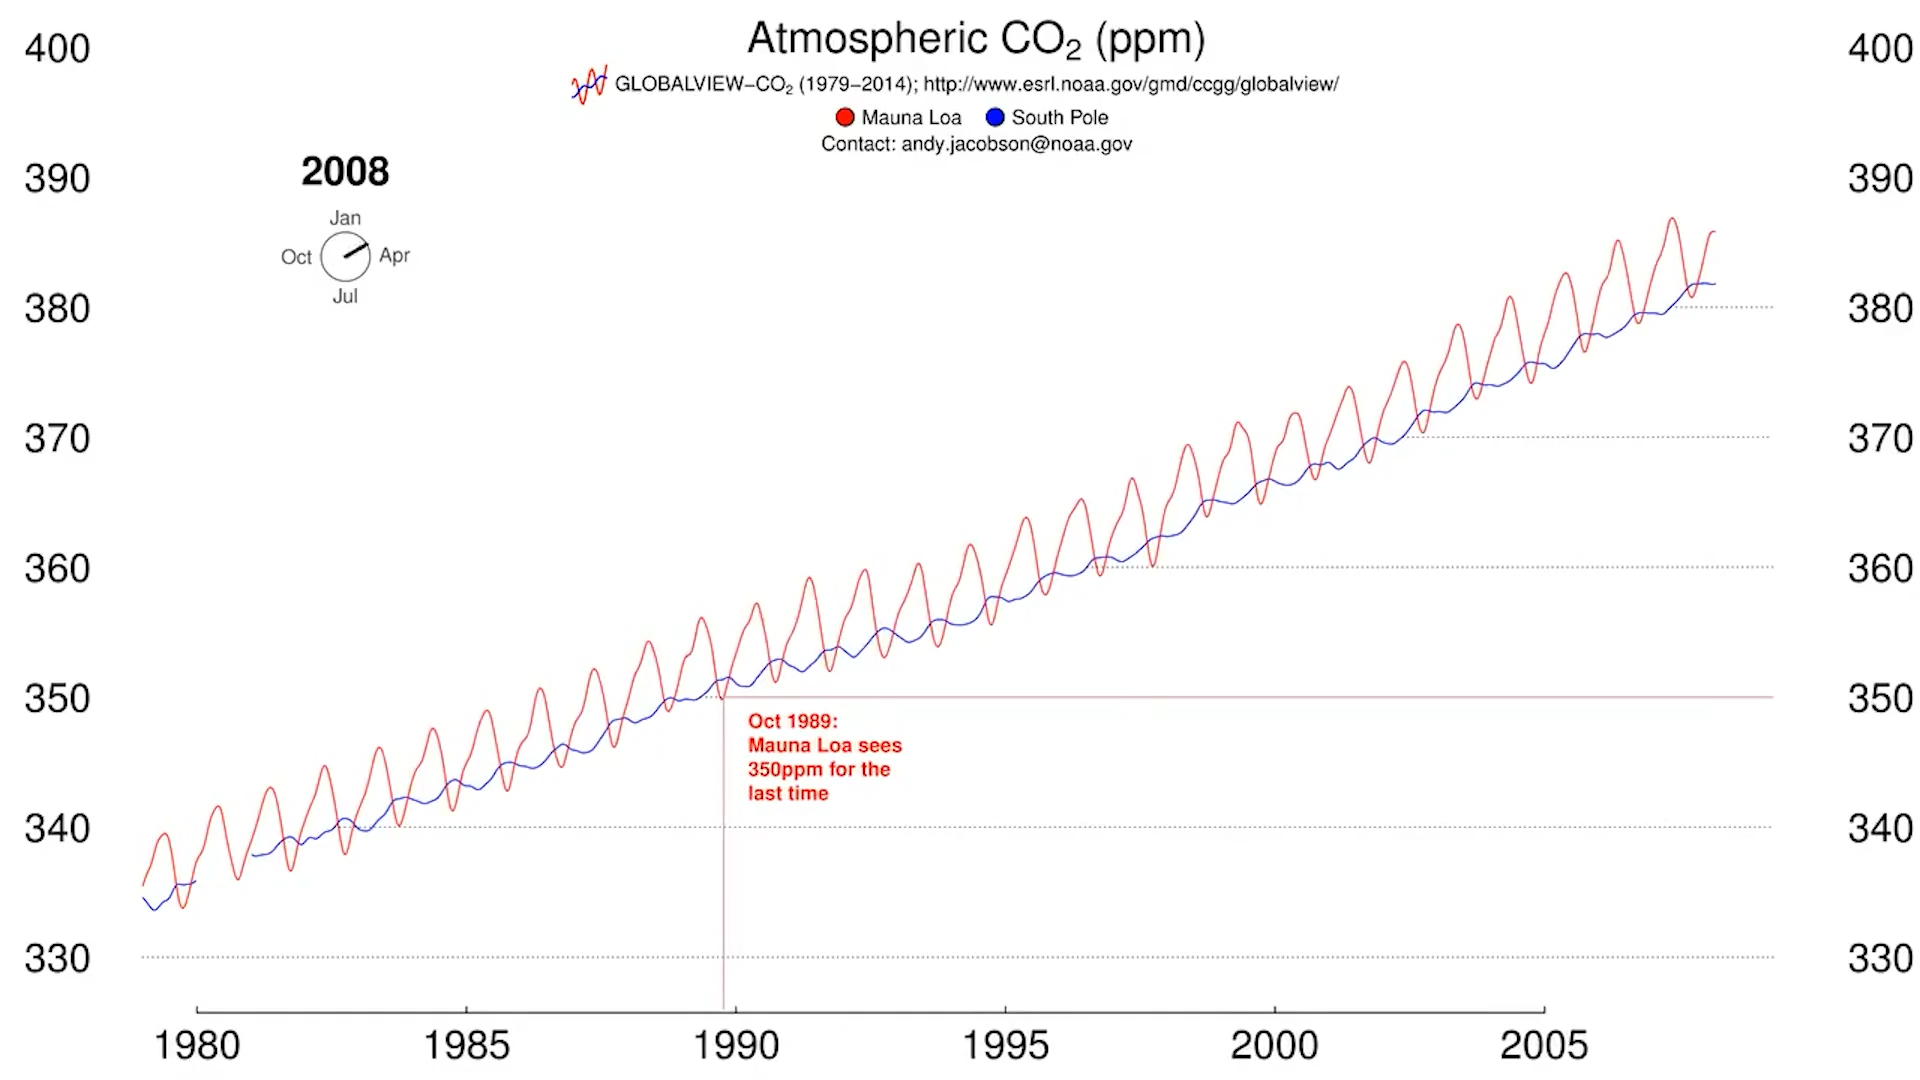 Atmospheric CO₂ (ppm)
GLOBALVIEW−CO₂ (1979−2014); http://www.esrl.noaa.gov/gmd/ccgg/globalview/
Mauna Loa South Pole
Contact: andy.jacobson@noaa.gov
2008
Jan
Oct Apr
Jul
400 400
390 390
380 380
370 370
360 360
350 350
340 340
330 330
Oct 1989:
Mauna Loa sees
350ppm for the
last time
1980 1985 1990 1995 2000 2005